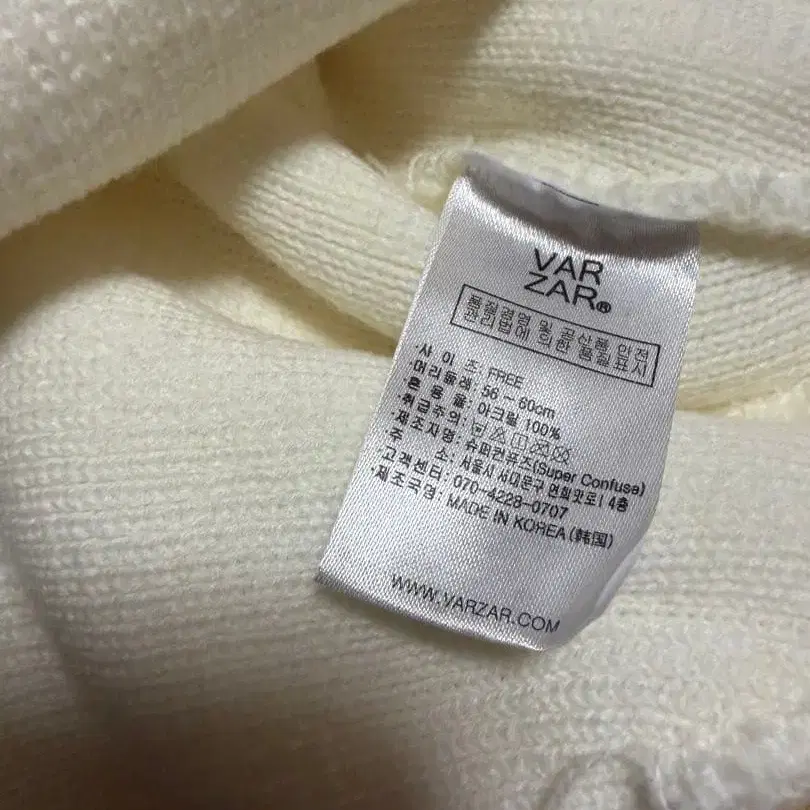 VAR
ZAR®
품질경영 및 공산품 안전
관리법에 의한 품질표시
·사 이 즈: FREE
·머리둘레: 56 ~ 60cm
·혼 용 율: 아크릴 100%
·취급주의:
·제조자명: 슈퍼컨퓨즈(Super Confuse)
·주 소: 서울시 서대문구 연희맛로1 4층
·고객센터: 070-4228-0707
·제조국명: MADE IN KOREA(韩国)
WWW.VARZAR.COM